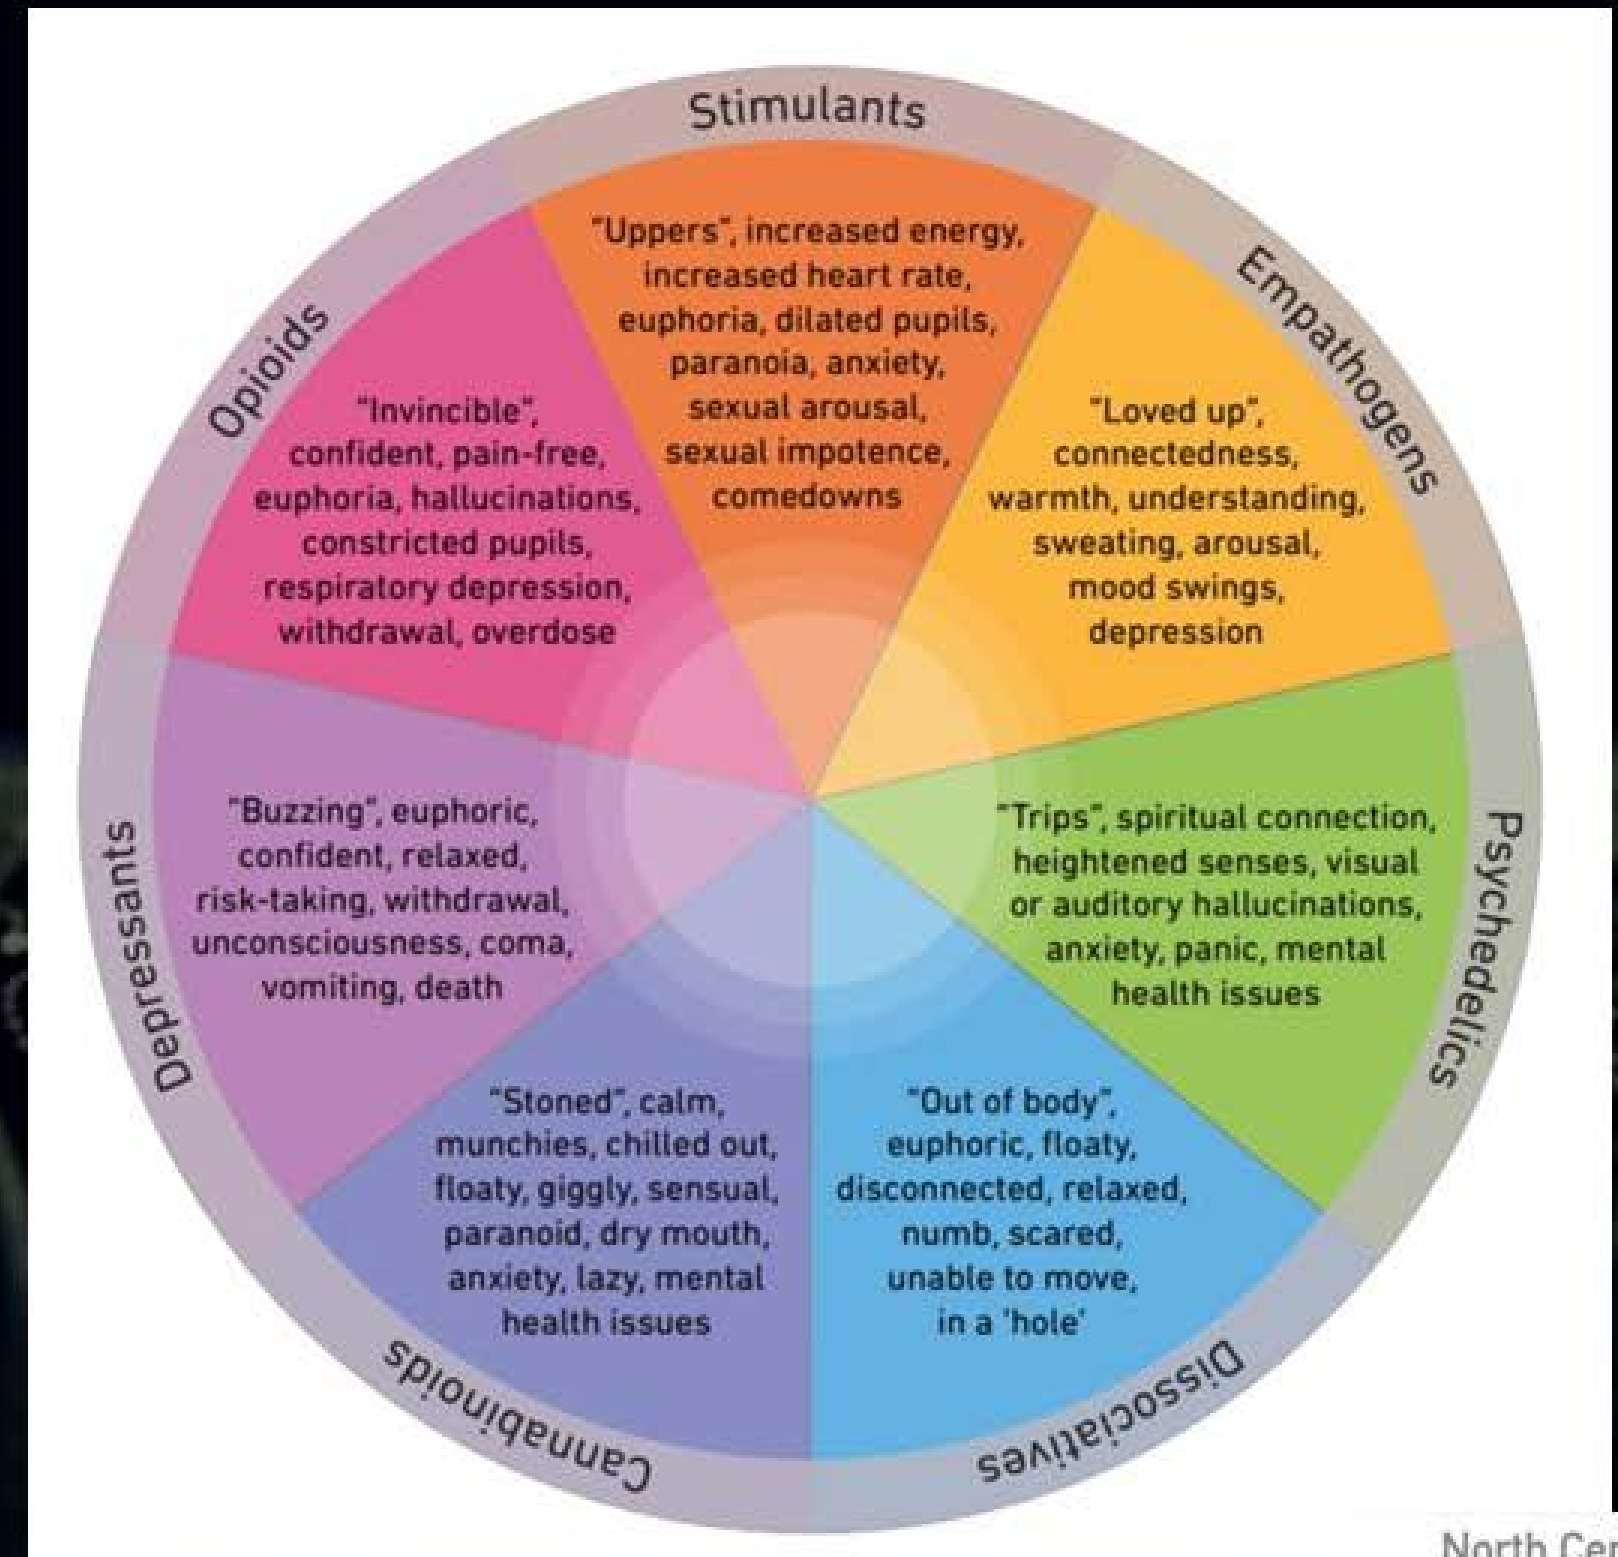 Stimulants
"Uppers", increased energy,
increased heart rate,
euphoria, dilated pupils,
paranoia, anxiety,
sexual arousal,
sexual impotence,
comedowns
Empathogens
"Loved up",
connectedness,
warmth, understanding,
sweating, arousal,
mood swings,
depression
Psychedelics
"Trips", spiritual connection,
heightened senses, visual
or auditory hallucinations,
anxiety, panic, mental
health issues
Dissociatives
"Out of body",
euphoric, floaty,
disconnected, relaxed,
numb, scared,
unable to move,
in a 'hole'
Cannabinoids
"Stoned", calm,
munchies, chilled out,
floaty, giggly, sensual,
paranoid, dry mouth,
anxiety, lazy, mental
health issues
Depressants
"Buzzing", euphoric,
confident, relaxed,
risk-taking, withdrawal,
unconsciousness, coma,
vomiting, death
Opioids
"Invincible",
confident, pain-free,
euphoria, hallucinations,
constricted pupils,
respiratory depression,
withdrawal, overdose
North